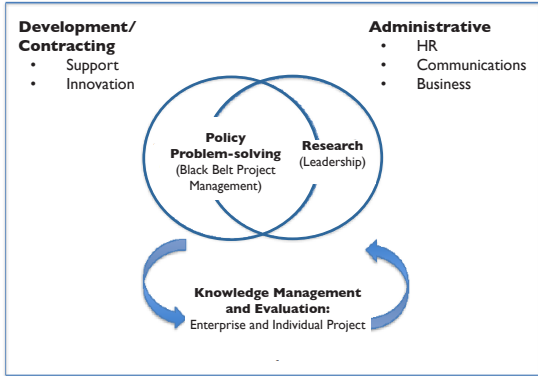 Development/
Contracting
• Support
• Innovation
Administrative
• HR
• Communications
• Business
Policy
Problem-solving
(Black Belt Project
Management)
Research
(Leadership)
Knowledge Management
and Evaluation:
Enterprise and Individual Project